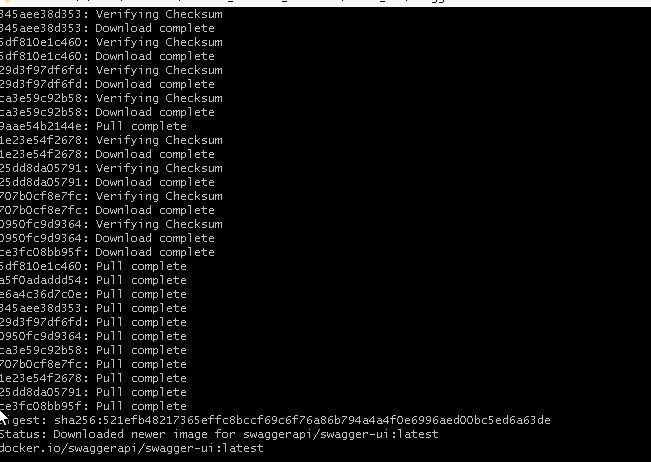 345aee38d353: Verifying Checksum
345aee38d353: Download complete
5df810e1c460: Verifying Checksum
5df810e1c460: Download complete
29d3f97df6fd: Verifying Checksum
29d3f97df6fd: Download complete
ca3e59c92b58: Verifying Checksum
ca3e59c92b58: Download complete
9aae54b2144e: Pull complete
1e23e54f2678: Verifying Checksum
1e23e54f2678: Download complete
25dd8da05791: Verifying Checksum
25dd8da05791: Download complete
707b0cf8e7fc: Verifying Checksum
707b0cf8e7fc: Download complete
0950fc9d9364: Verifying Checksum
0950fc9d9364: Download complete
ce3fc08bb95f: Download complete
5df810e1c460: Pull complete
a5f0adaddd54: Pull complete
e6a4c36d7c0e: Pull complete
345aee38d353: Pull complete
29d3f97df6fd: Pull complete
0950fc9d9364: Pull complete
ca3e59c92b58: Pull complete
707b0cf8e7fc: Pull complete
1e23e54f2678: Pull complete
25dd8da05791: Pull complete
ce3fc08bb95f: Pull complete
igest: sha256:521efb48217365effc8bccf69c6f76a86b794a4a4f0e6996aed00bc5ed6a63de
Status: Downloaded newer image for swaggerapi/swagger-ui:latest
docker.io/swaggerapi/swagger-ui:latest